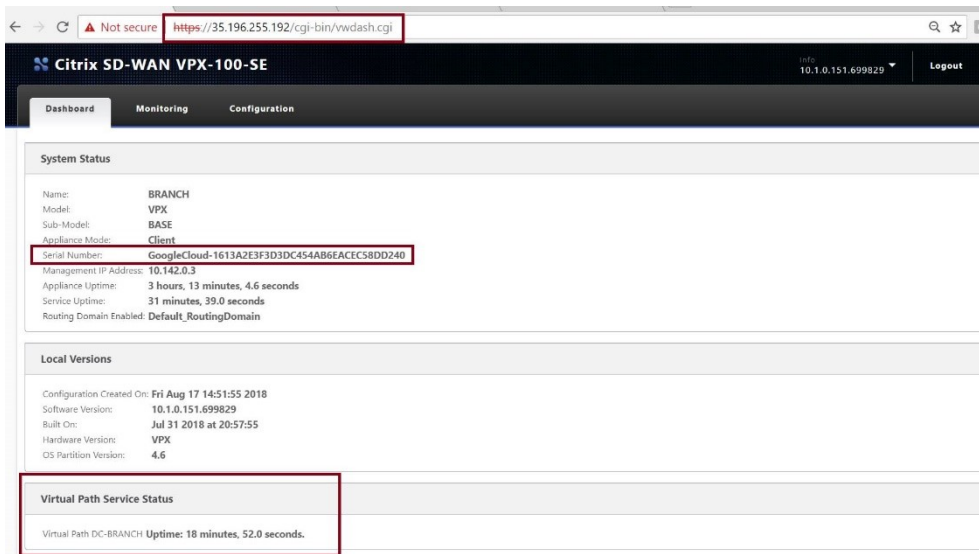 Not secure https://35.196.255.192/cgi-bin/vwdash.cgi
Citrix SD-WAN VPX-100-SE
Info
10.1.0.151.699829
Logout
Dashboard Monitoring Configuration
System Status
Name: BRANCH
Model: VPX
Sub-Model: BASE
Appliance Mode: Client
Serial Number: GoogleCloud-1613A2E3F3D3DC454AB6EACEC58DD240
Management IP Address: 10.142.0.3
Appliance Uptime: 3 hours, 13 minutes, 4.6 seconds
Service Uptime: 31 minutes, 39.0 seconds
Routing Domain Enabled: Default_RoutingDomain
Local Versions
Configuration Created On: Fri Aug 17 14:51:55 2018
Software Version: 10.1.0.151.699829
Built On: Jul 31 2018 at 20:57:55
Hardware Version: VPX
OS Partition Version: 4.6
Virtual Path Service Status
Virtual Path DC-BRANCH Uptime: 18 minutes, 52.0 seconds.